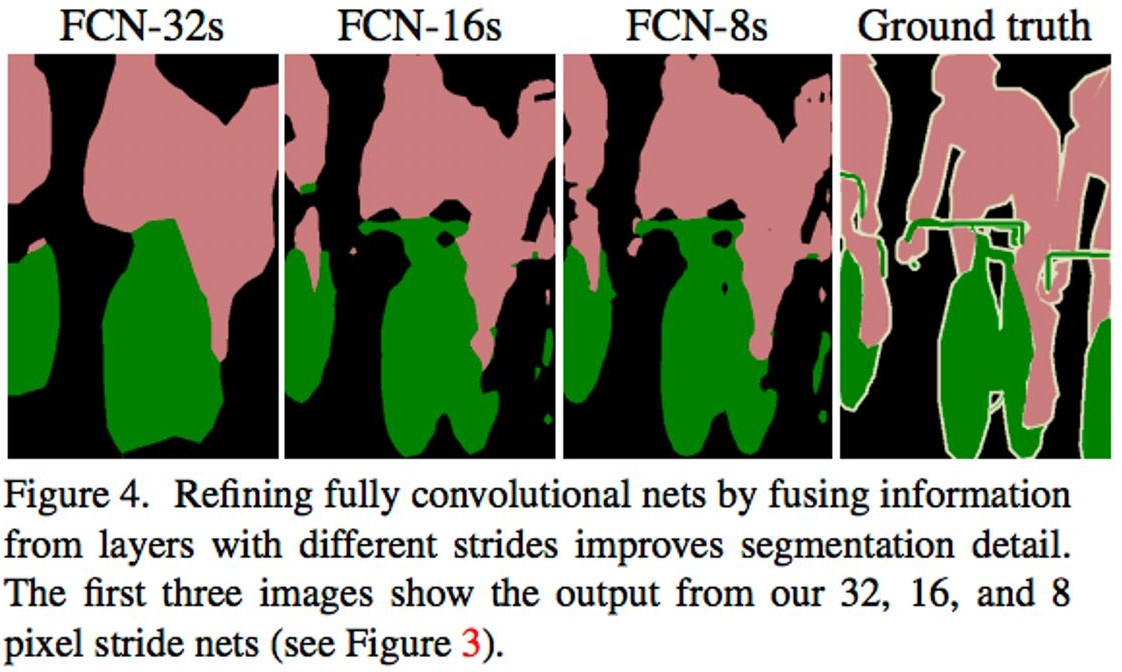 FCN-32s FCN-16s FCN-8s Ground truth
Figure 4. Refining fully convolutional nets by fusing information
from layers with different strides improves segmentation detail.
The first three images show the output from our 32, 16, and 8
pixel stride nets (see Figure 3).